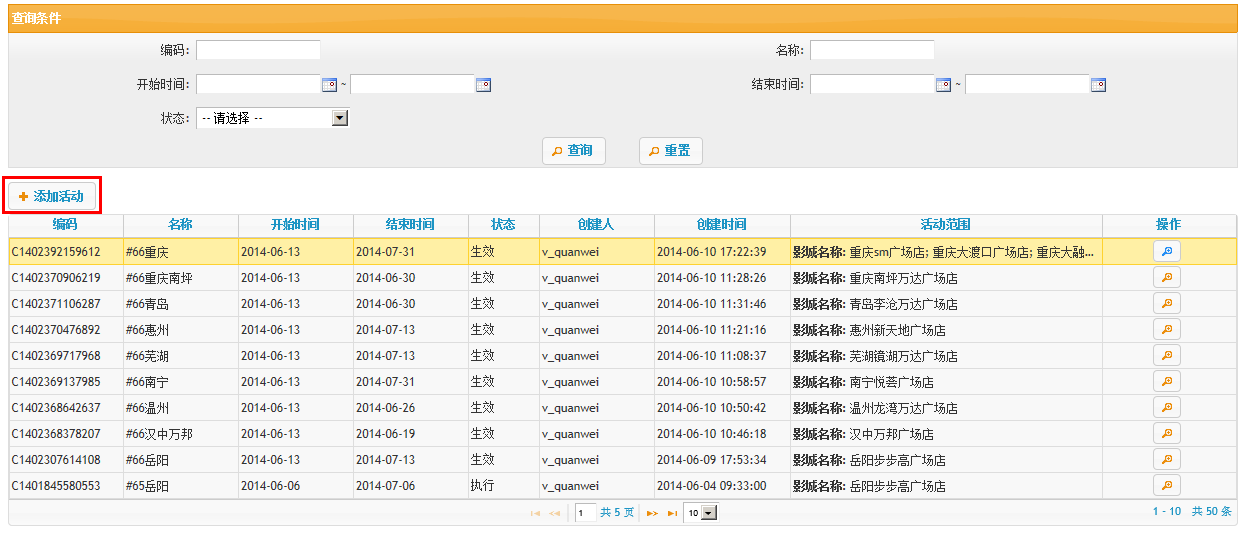 查询条件
编码: 名称:
开始时间: ~ 结束时间: ~
状态: -- 请选择 --
查询 重置
添加活动
编码 名称 开始时间 结束时间 状态 创建人 创建时间 活动范围 操作
C1402392159612 #66重庆 2014-06-13 2014-07-31 生效 v_quanwei 2014-06-10 17:22:39 影城名称: 重庆sm广场店; 重庆大渡口广场店; 重庆大融...
C1402370906219 #66重庆南坪 2014-06-13 2014-06-30 生效 v_quanwei 2014-06-10 11:28:26 影城名称: 重庆南坪万达广场店
C1402371106287 #66青岛 2014-06-13 2014-06-30 生效 v_quanwei 2014-06-10 11:31:46 影城名称: 青岛李沧万达广场店
C1402370476892 #66惠州 2014-06-13 2014-07-13 生效 v_quanwei 2014-06-10 11:21:16 影城名称: 惠州新天地广场店
C1402369717968 #66芜湖 2014-06-13 2014-07-13 生效 v_quanwei 2014-06-10 11:08:37 影城名称: 芜湖镜湖万达广场店
C1402369137985 #66南宁 2014-06-13 2014-07-31 生效 v_quanwei 2014-06-10 10:58:57 影城名称: 南宁悦荟广场店
C1402368642637 #66温州 2014-06-13 2014-06-26 生效 v_quanwei 2014-06-10 10:50:42 影城名称: 温州龙湾万达广场店
C1402368378207 #66汉中万邦 2014-06-13 2014-06-19 生效 v_quanwei 2014-06-10 10:46:18 影城名称: 汉中万邦广场店
C1402307614108 #66岳阳 2014-06-13 2014-07-13 生效 v_quanwei 2014-06-09 17:53:34 影城名称: 岳阳步步高广场店
C1401845580553 #65岳阳 2014-06-06 2014-07-06 执行 v_quanwei 2014-06-04 09:33:00 影城名称: 岳阳步步高广场店
1 共 5 页 10 1 - 10 共 50 条